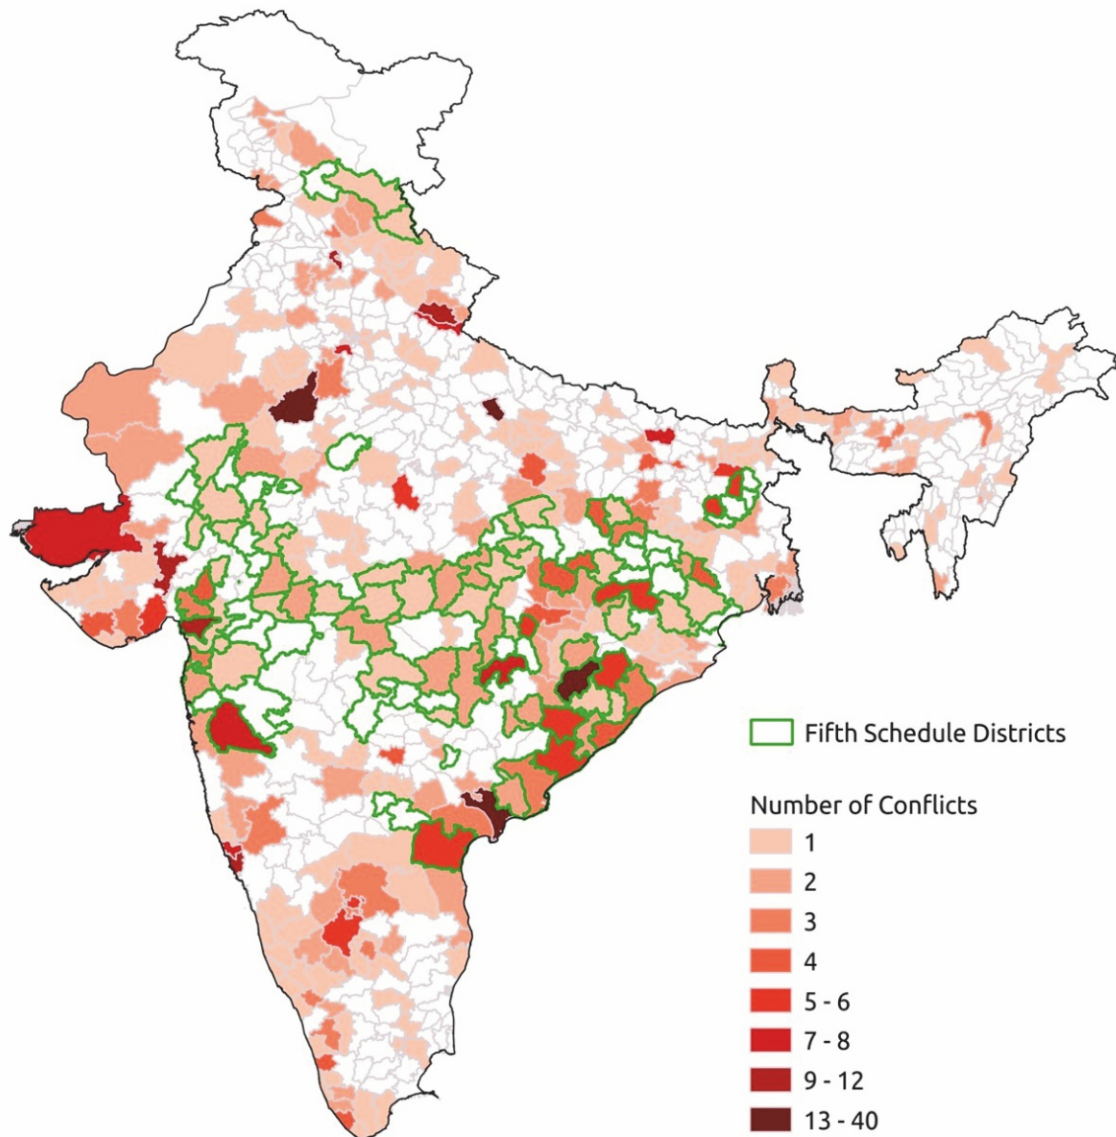 Fifth Schedule Districts
Number of Conflicts
1
2
3
4
5 - 6
7 - 8
9 - 12
13 - 40